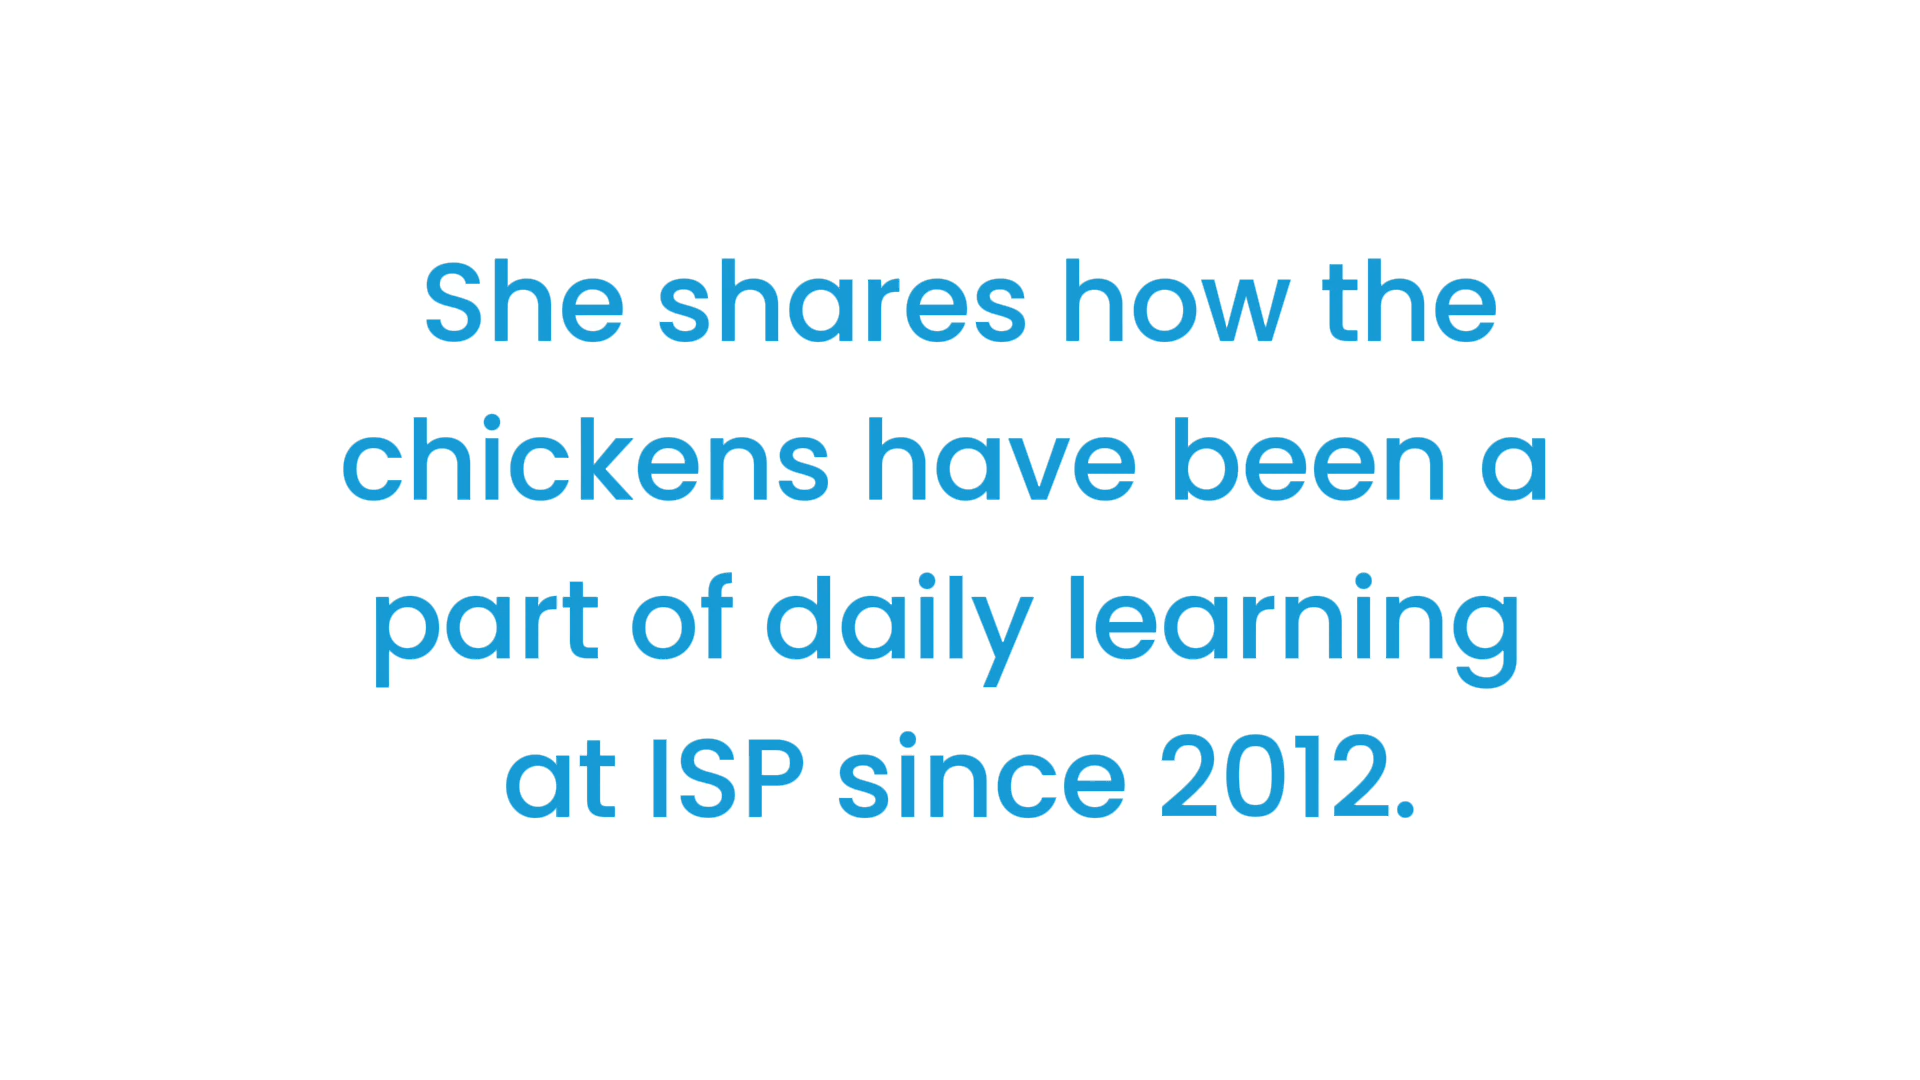 She shares how the
chickens have been a
part of daily learning
at ISP since 2012.